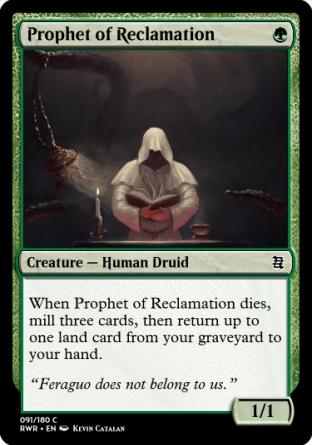 Prophet of Reclamation
Creature — Human Druid
When Prophet of Reclamation dies,
mill three cards, then return up to
one land card from your graveyard to
your hand.
"Feraguo does not belong to us."
1/1
091/180 C
RWR • EN Kevin Catalan